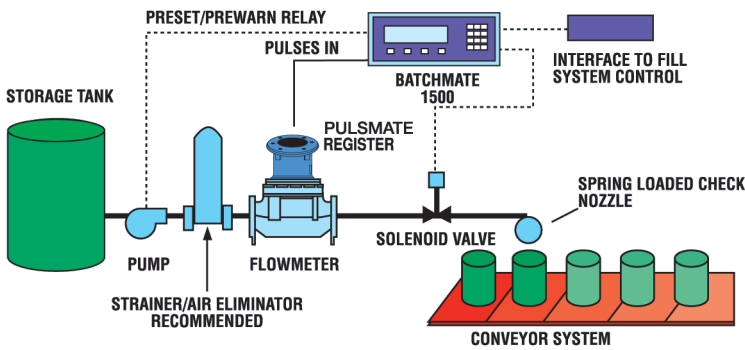 PRESET/PREWARN RELAY
PULSES IN
BATCHMATE
1500
INTERFACE TO FILL
SYSTEM CONTROL
STORAGE TANK
PULSMATE
REGISTER
SPRING LOADED CHECK
NOZZLE
SOLENOID VALVE
PUMP
FLOWMETER
STRAINER/AIR ELIMINATOR
RECOMMENDED
CONVEYOR SYSTEM